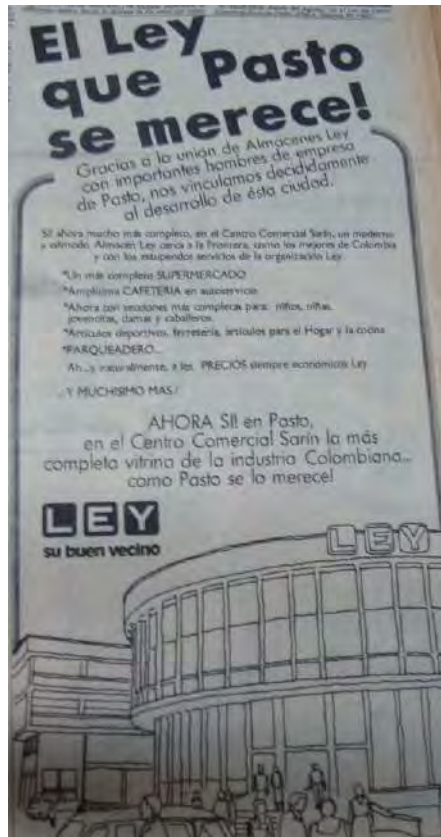 El Ley
que Pasto
se merece!
Gracias a la unión de Almacenes Ley
con importantes hombres de empresa
de Pasto, nos vinculamos decididamente
al desarrollo de ésta ciudad.
SI! ahora mucho más completo, en el Centro Comercial Sarín, un moderno
y cómodo Almacén Ley cerca a la Frontera, como los mejores de Colombia
y con los estupendos servicios de la organización Ley.
*Un más completo SUPERMERCADO
*Amplísima CAFETERIA en autoservicio
*Ahora con secciones más completas para: niños, niñas,
jovencitas, damas y caballeros.
*Artículos deportivos, ferretería, artículos para el Hogar y la cocina
*PARQUEADERO...
Ah...y naturalmente, a los PRECIOS siempre económicos Ley
...Y MUCHISIMO MAS!
AHORA SI! en Pasto,
en el Centro Comercial Sarín la más
completa vitrina de la industria Colombiana...
como Pasto se lo merece!
LEY
su buen vecino
LEY